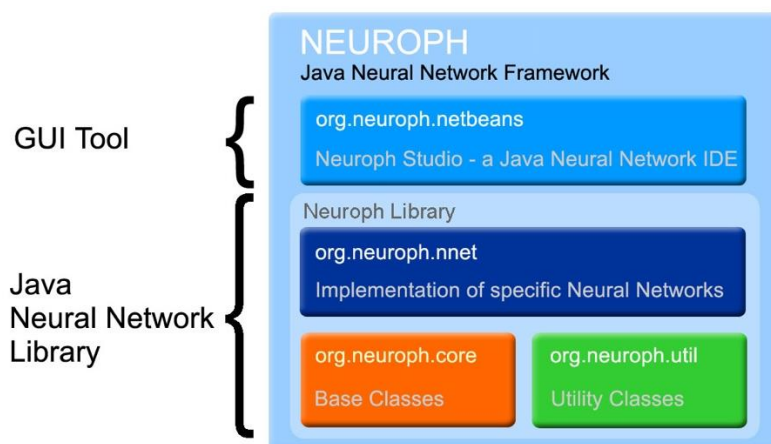 NEUROPH
Java Neural Network Framework
GUI Tool
org.neuroph.netbeans
Neuroph Studio - a Java Neural Network IDE
Neuroph Library
org.neuroph.nnet
Implementation of specific Neural Networks
Java
Neural Network
Library
org.neuroph.core
Base Classes
org.neuroph.util
Utility Classes